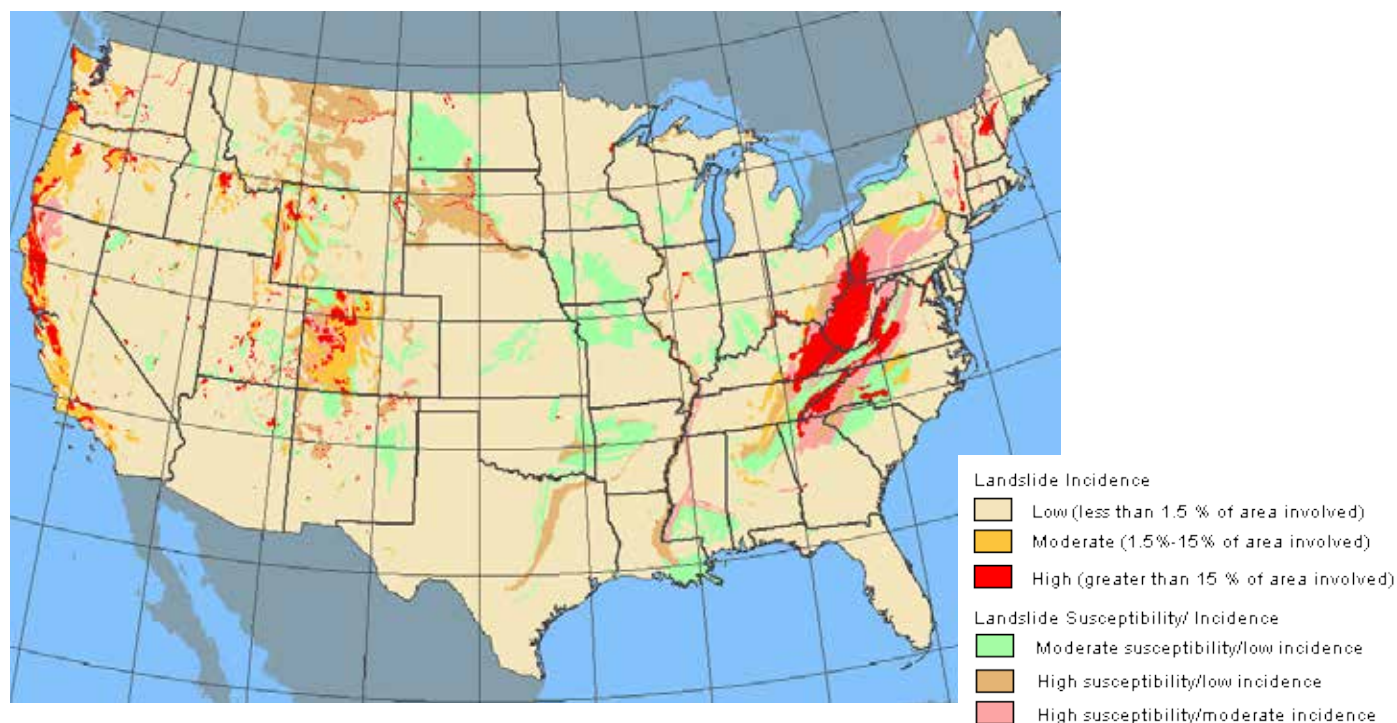 Landslide Incidence
Low (less than 1.5 % of area involved)
Moderate (1.5%-15% of area involved)
High (greater than 15 % of area involved)
Landslide Susceptibility/ Incidence
Moderate susceptibility/low incidence
High susceptibility/low incidence
High susceptibility/moderate incidence